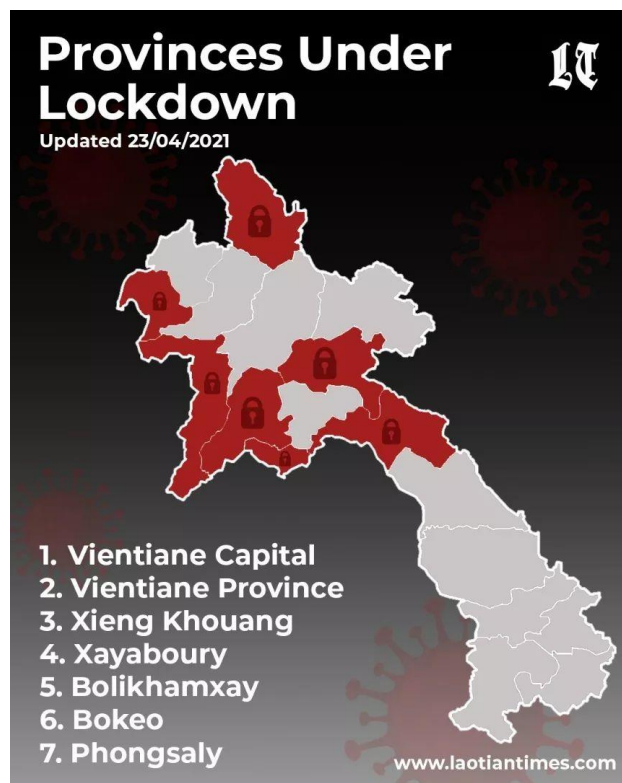 Provinces Under
Lockdown
LT
Updated 23/04/2021
1. Vientiane Capital
2. Vientiane Province
3. Xieng Khouang
4. Xayaboury
5. Bolikhamxay
6. Bokeo
7. Phongsaly
www.laotiantimes.com